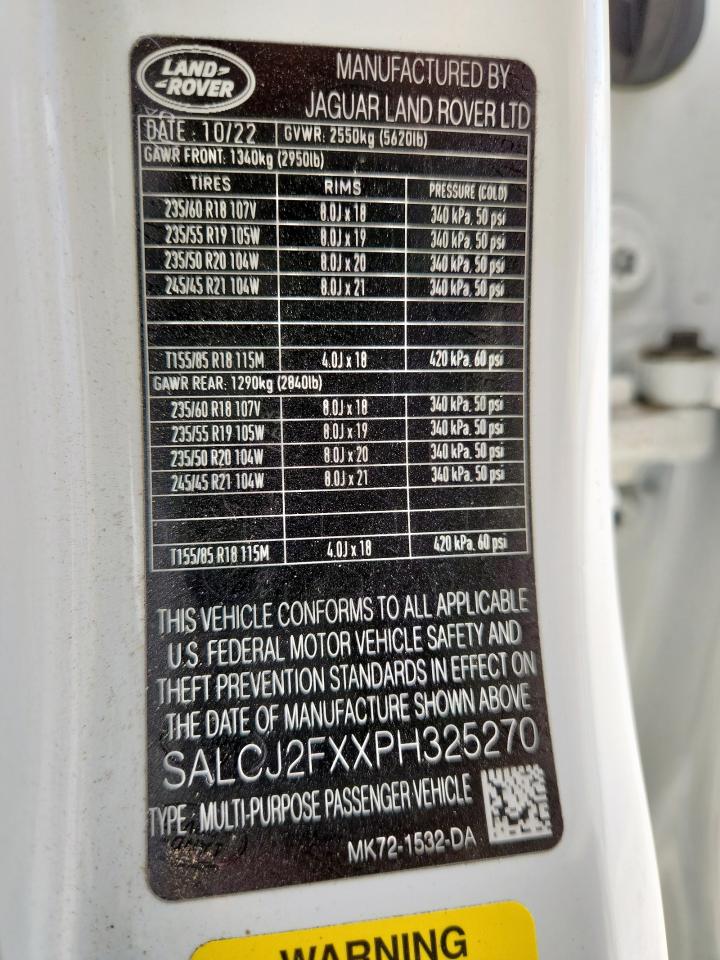 LAND-
-ROVER
MANUFACTURED BY
JAGUAR LAND ROVER LTD
DATE : 10/22 GVWR: 2550kg (5620lb)
GAWR FRONT: 1340kg (2950lb)
TIRES RIMS PRESSURE (COLD)
235/60 R18 107V 8.0J x 18 340 kPa, 50 psi
235/55 R19 105W 8.0J x 19 340 kPa, 50 psi
235/50 R20 104W 8.0J x 20 340 kPa, 50 psi
245/45 R21 104W 8.0J x 21 340 kPa, 50 psi
T155/85 R18 115M 4.0J x 18 420 kPa, 60 psi
GAWR REAR: 1290kg (2840lb)
235/60 R18 107V 8.0J x 18 340 kPa, 50 psi
235/55 R19 105W 8.0J x 19 340 kPa, 50 psi
235/50 R20 104W 8.0J x 20 340 kPa, 50 psi
245/45 R21 104W 8.0J x 21 340 kPa, 50 psi
T155/85 R18 115M 4.0J x 18 420 kPa, 60 psi
THIS VEHICLE CONFORMS TO ALL APPLICABLE
U.S. FEDERAL MOTOR VEHICLE SAFETY AND
THEFT PREVENTION STANDARDS IN EFFECT ON
THE DATE OF MANUFACTURE SHOWN ABOVE
SALCJ2FXXPH325270
TYPE : MULTI-PURPOSE PASSENGER VEHICLE
MK72-1532-DA
WARNING